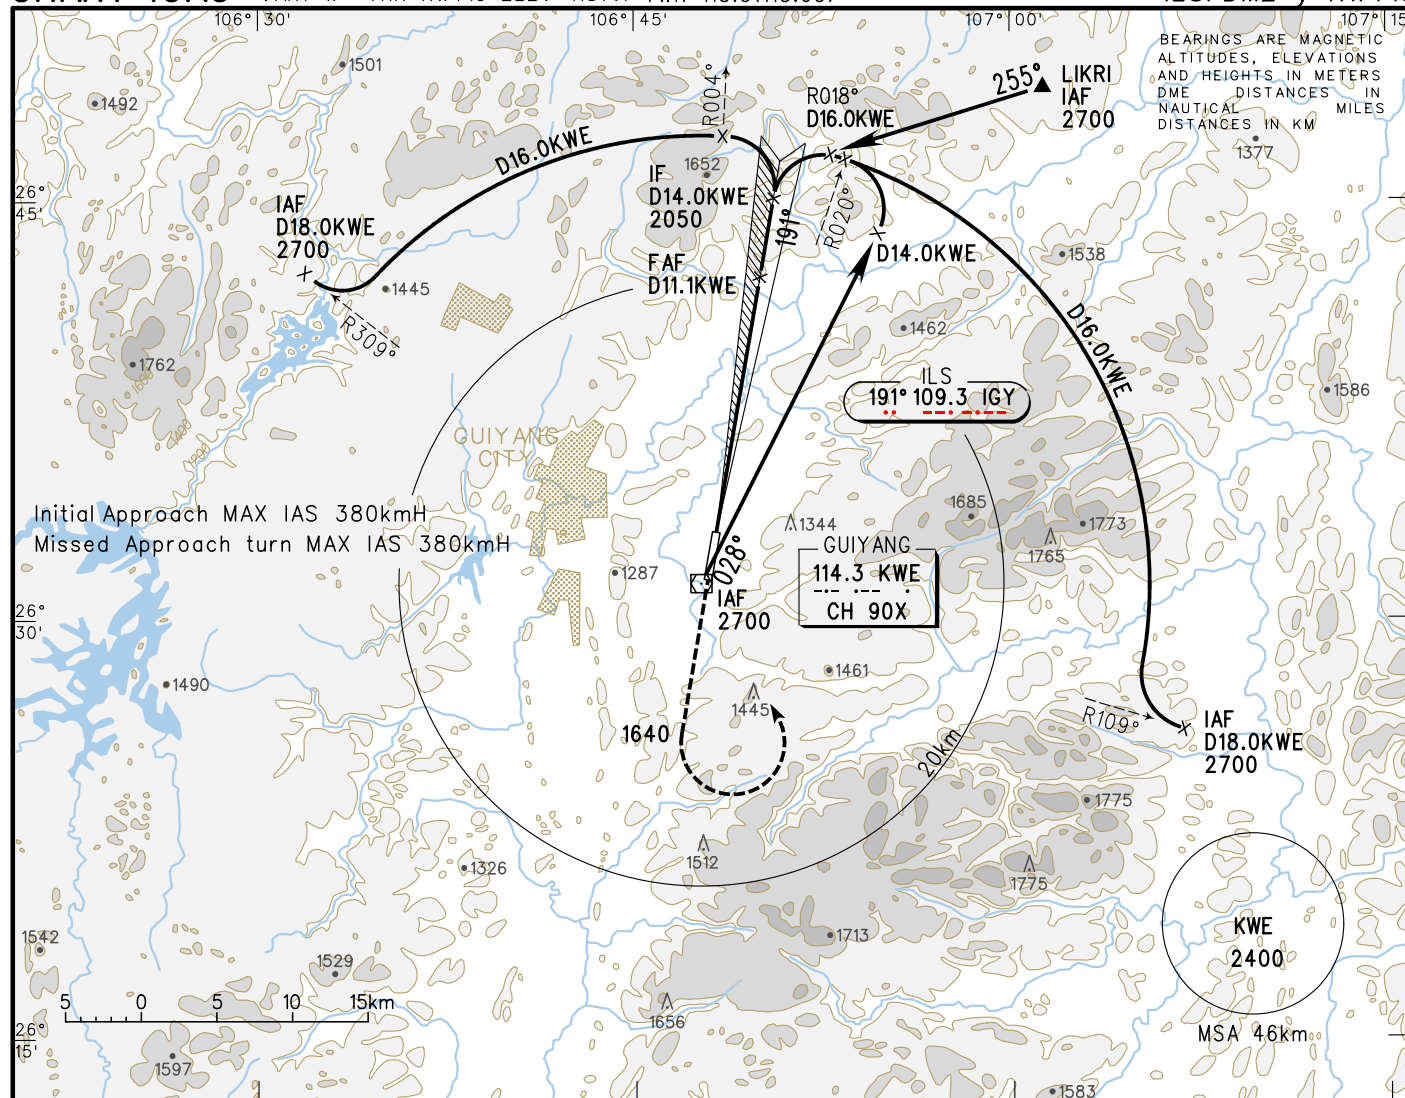 106°30'
106°45'
107°00'
107°15
BEARINGS ARE MAGNETIC
ALTITUDES, ELEVATIONS
AND HEIGHTS IN METERS
DME DISTANCES IN
NAUTICAL MILES
DISTANCES IN KM
1501
1492
R004°
255°
LIKRI
IAF
2700
R018°
D16.0KWE
1377
D16.0KWE
1652
IF
D14.0KWE
2050
26°
45'
IAF
D18.0KWE
2700
191°
R020°
D14.0KWE
1538
FAF
D11.1KWE
1445
R309°
D16.0KWE
1462
1762
1600
1400
1200
ILS
191° 109.3 IGY
1586
GUIYANG
CITY
Initial Approach MAX IAS 380kmH
Missed Approach turn MAX IAS 380kmH
1685
1344
1773
1765
GUIYANG
114.3 KWE
CH 90X
1287
028°
IAF
2700
26°
30'
1461
1490
1445
R109°
IAF
D18.0KWE
2700
1640
20km
1775
1512
1326
1775
1713
KWE
2400
MSA 46km
1542
1529
5 0 5 10 15km
1656
26°
15'
1597
1583